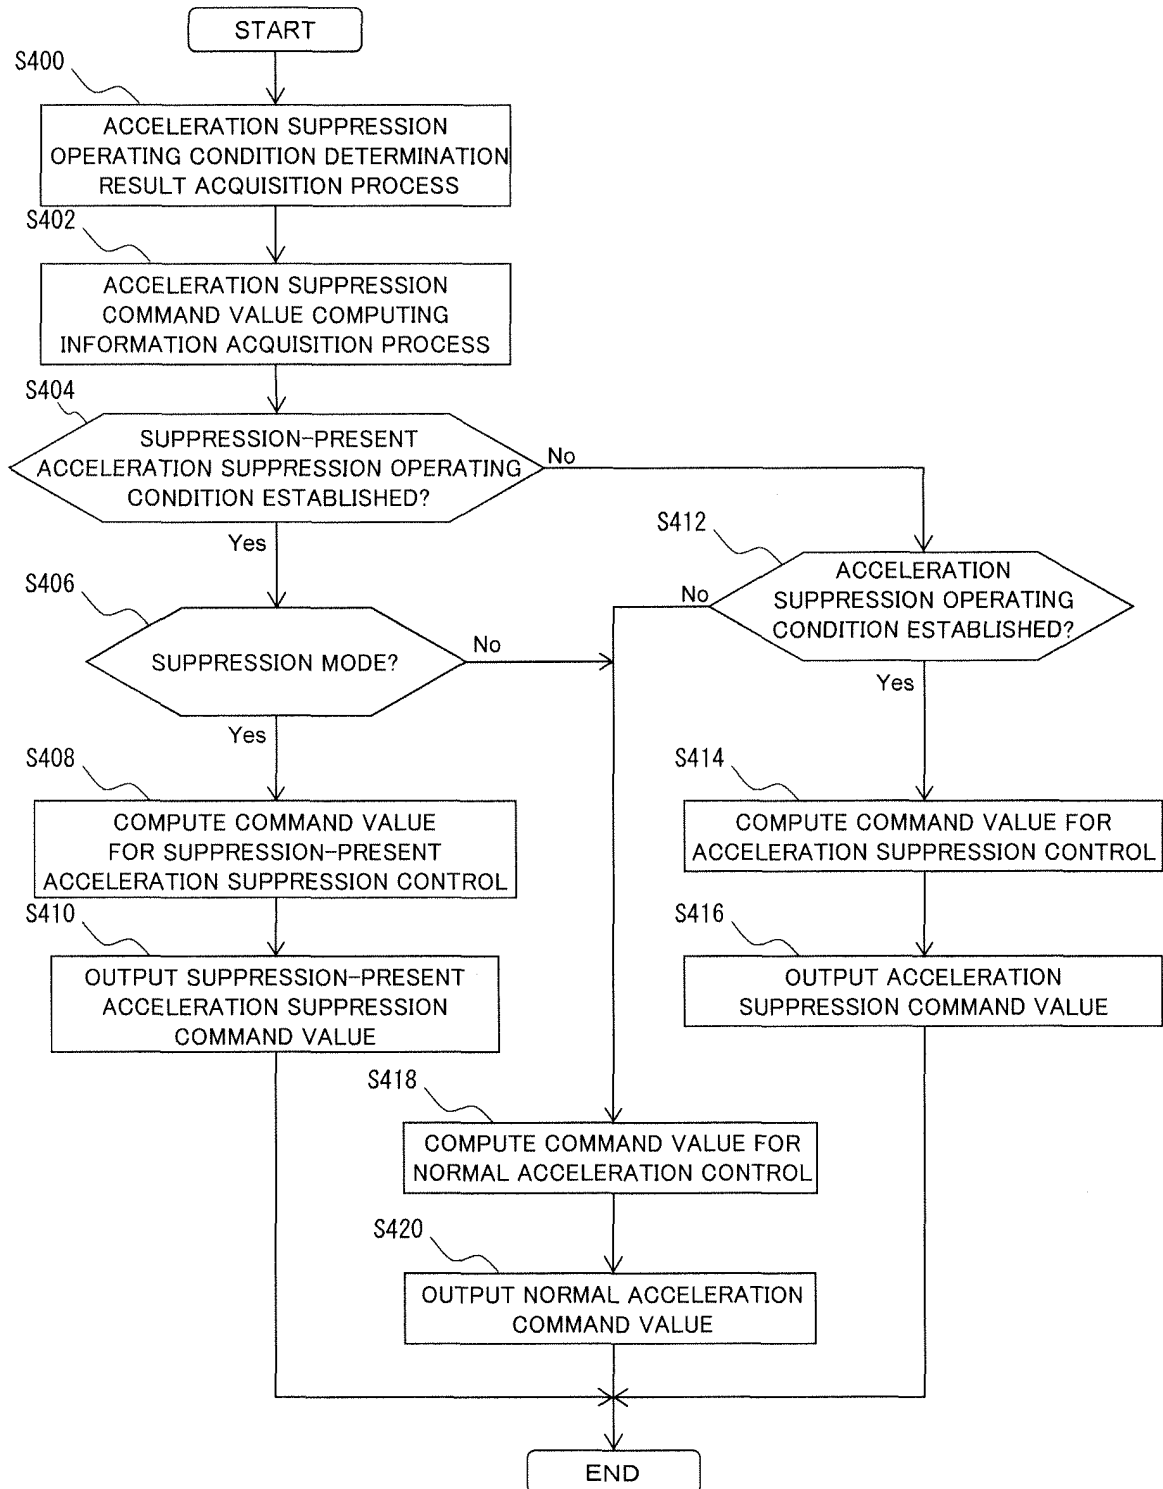 START
S400
ACCELERATION SUPPRESSION
OPERATING CONDITION DETERMINATION
RESULT ACQUISITION PROCESS
S402
ACCELERATION SUPPRESSION
COMMAND VALUE COMPUTING
INFORMATION ACQUISITION PROCESS
S404
SUPPRESSION-PRESENT
ACCELERATION SUPPRESSION OPERATING
CONDITION ESTABLISHED?
No
Yes
S412
ACCELERATION
SUPPRESSION OPERATING
CONDITION ESTABLISHED?
No
Yes
S406
SUPPRESSION MODE?
No
Yes
S408
COMPUTE COMMAND VALUE
FOR SUPPRESSION-PRESENT
ACCELERATION SUPPRESSION CONTROL
S414
COMPUTE COMMAND VALUE FOR
ACCELERATION SUPPRESSION CONTROL
S410
OUTPUT SUPPRESSION-PRESENT
ACCELERATION SUPPRESSION
COMMAND VALUE
S416
OUTPUT ACCELERATION
SUPPRESSION COMMAND VALUE
S418
COMPUTE COMMAND VALUE FOR
NORMAL ACCELERATION CONTROL
S420
OUTPUT NORMAL ACCELERATION
COMMAND VALUE
END